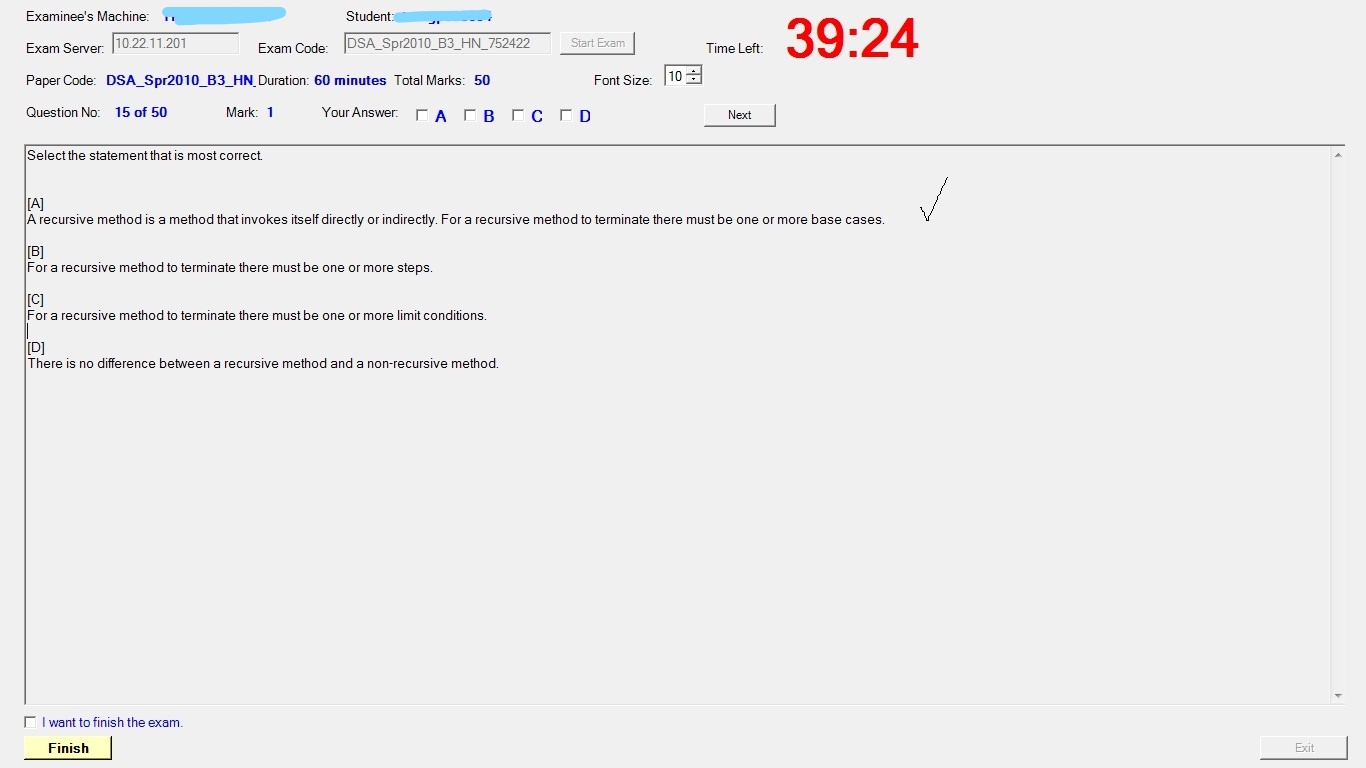 Examinee's Machine: Student:
Exam Server: 10.22.11.201 Exam Code: DSA_Spr2010_B3_HN_752422 Start Exam Time Left: 39:24
Paper Code: DSA_Spr2010_B3_HN_ Duration: 60 minutes Total Marks: 50 Font Size: 10
Question No: 15 of 50 Mark: 1 Your Answer: A B C D Next
Select the statement that is most correct.
[A]
A recursive method is a method that invokes itself directly or indirectly. For a recursive method to terminate there must be one or more base cases.
[B]
For a recursive method to terminate there must be one or more steps.
[C]
For a recursive method to terminate there must be one or more limit conditions.
[D]
There is no difference between a recursive method and a non-recursive method.
I want to finish the exam.
Finish Exit